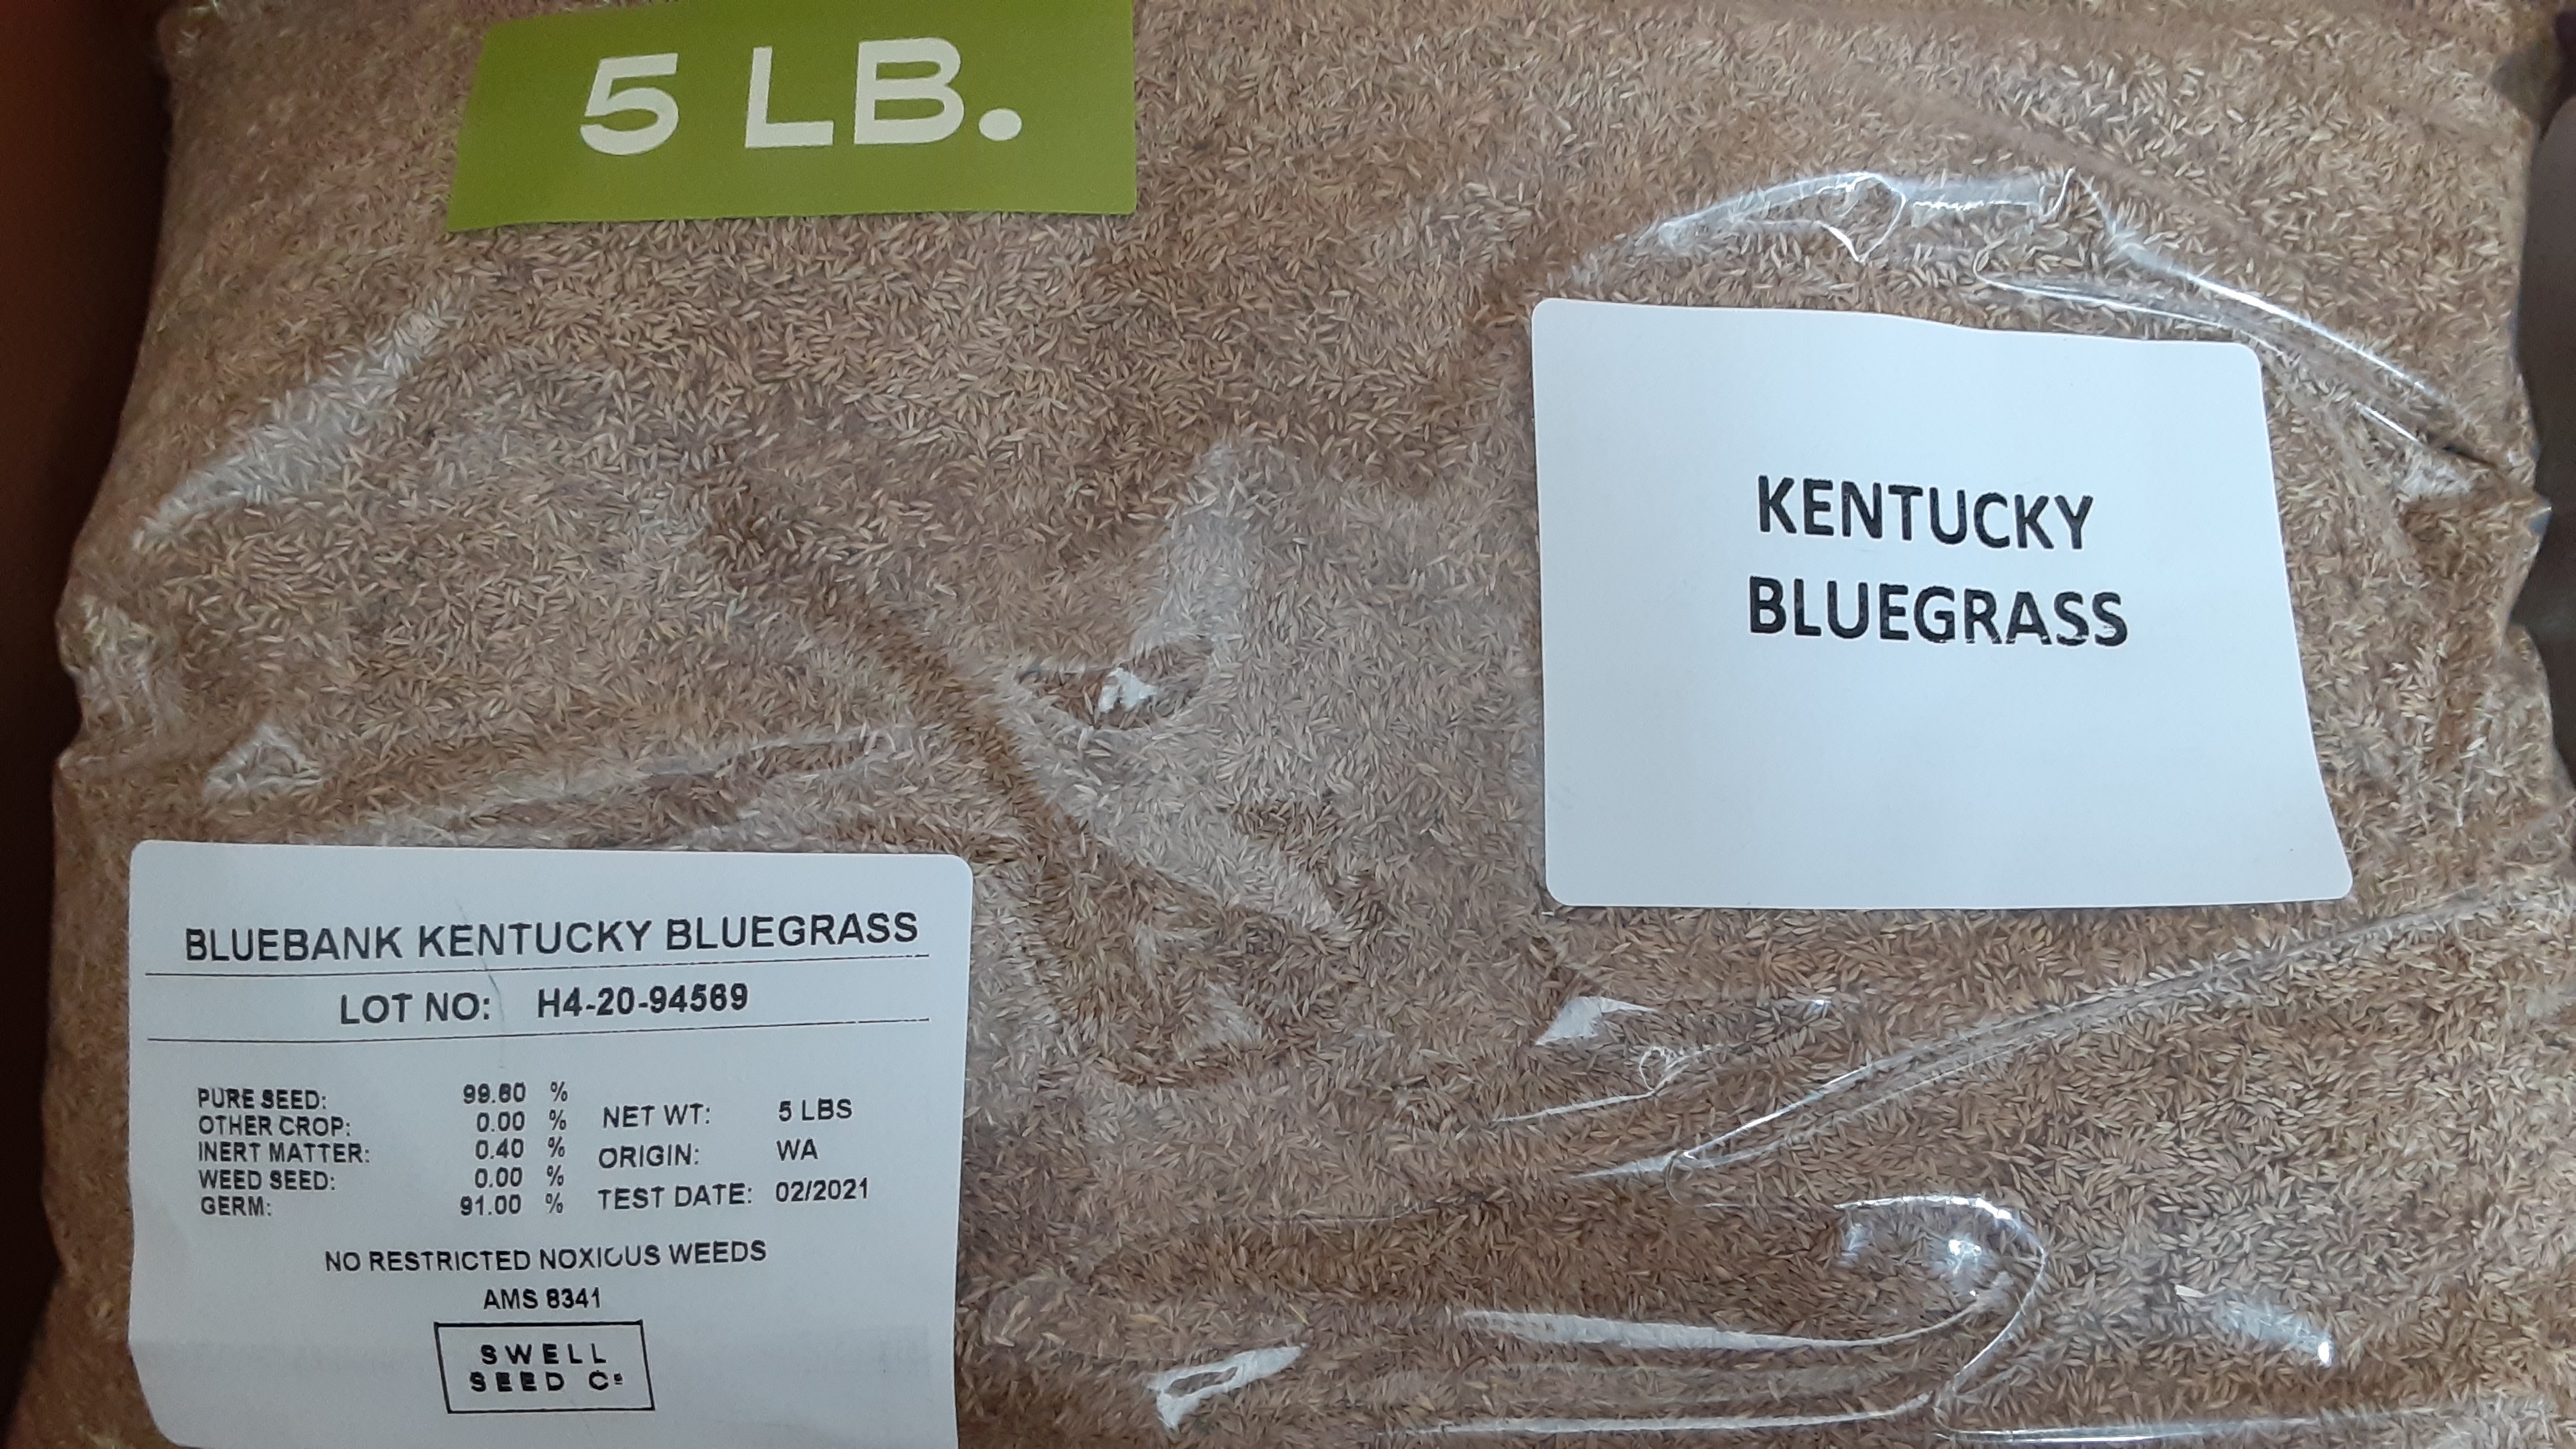 5 LB.
KENTUCKY
BLUEGRASS
BLUEBANK KENTUCKY BLUEGRASS
LOT NO: H4-20-94569
PURE SEED: 99.60 %
OTHER CROP: 0.00 %
INERT MATTER: 0.40 %
WEED SEED: 0.00 %
GERM: 91.00 %
NET WT: 5 LBS
ORIGIN: WA
TEST DATE: 02/2021
NO RESTRICTED NOXIOUS WEEDS
AMS 8341
SWELL
SEED Cº